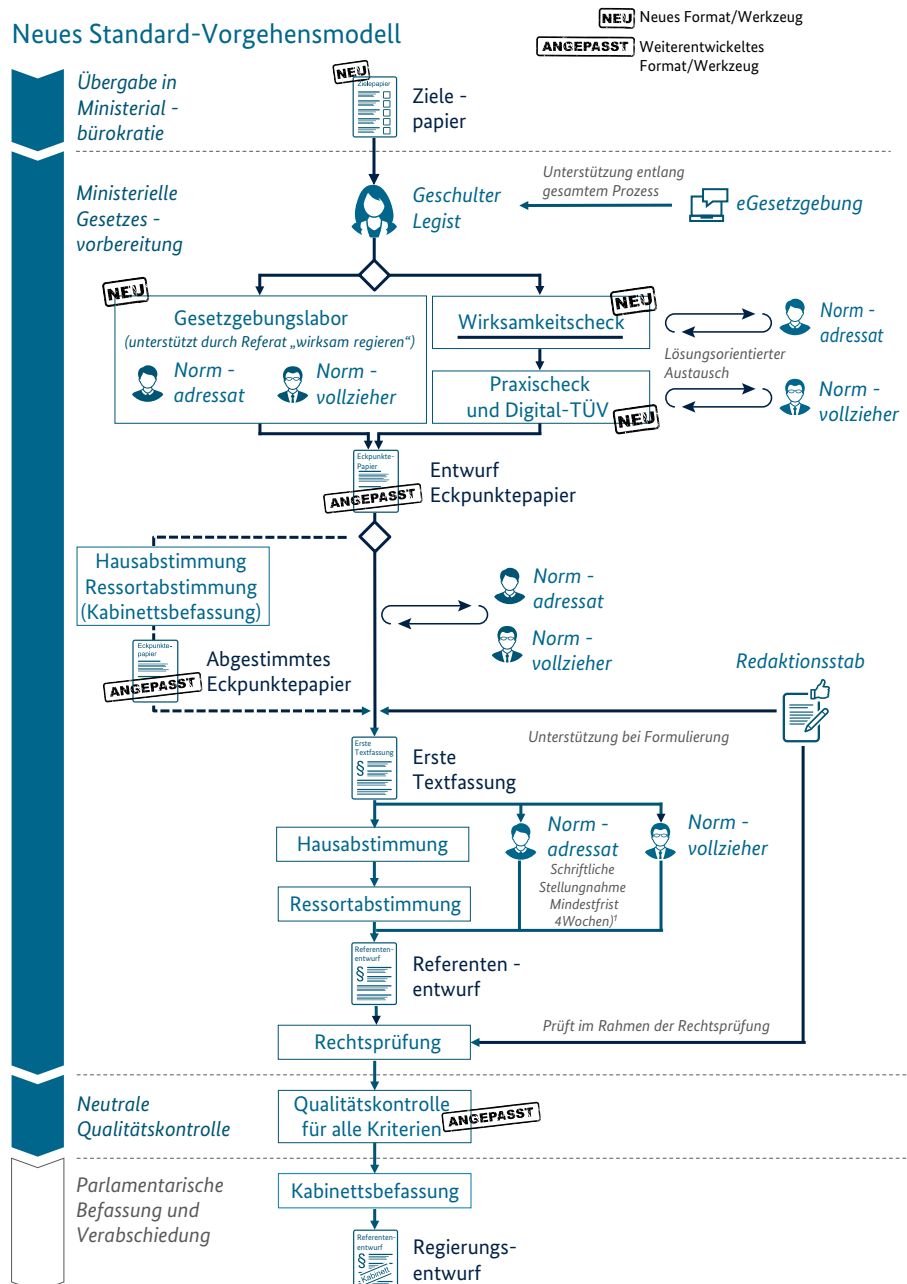 Neues Standard-Vorgehensmodell
NEU Neues Format/Werkzeug
ANGEPASST Weiterentwickeltes
Format/Werkzeug
Übergabe in
Ministerial -
bürokratie
NEU
Zielepapier
Ziele -
papier
Ministerielle
Gesetzes -
vorbereitung
Geschulter
Legist
Unterstützung entlang
gesamtem Prozess
eGesetzgebung
NEU
Gesetzgebungslabor
(unterstützt durch Referat „wirksam regieren“)
Norm -
adressat
Norm -
vollzieher
NEU
Wirksamkeitscheck
Praxischeck
und Digital-TÜV
NEU
Norm -
adressat
Lösungsorientierter
Austausch
Norm -
vollzieher
Eckpunkte-
Papier
ANGEPASST
Entwurf
Eckpunktepapier
Hausabstimmung
Ressortabstimmung
(Kabinettsbefassung)
Eckpunkte-
papier
ANGEPASST
Abgestimmtes
Eckpunktepapier
Norm -
adressat
Norm -
vollzieher
Redaktionsstab
Unterstützung bei Formulierung
Erste
Textfassung
§
Erste
Textfassung
Hausabstimmung
Ressortabstimmung
Norm -
adressat
Schriftliche
Stellungnahme
Mindestfrist
4Wochen)¹
Norm -
vollzieher
Referenten-
entwurf
§
Referenten -
entwurf
Rechtsprüfung
Prüft im Rahmen der Rechtsprüfung
Neutrale
Qualitätskontrolle
Qualitätskontrolle
für alle Kriterien
ANGEPASST
Parlamentarische
Befassung und
Verabschiedung
Kabinettsbefassung
Referenten-
entwurf
§
Kabinett
Regierungs-
entwurf